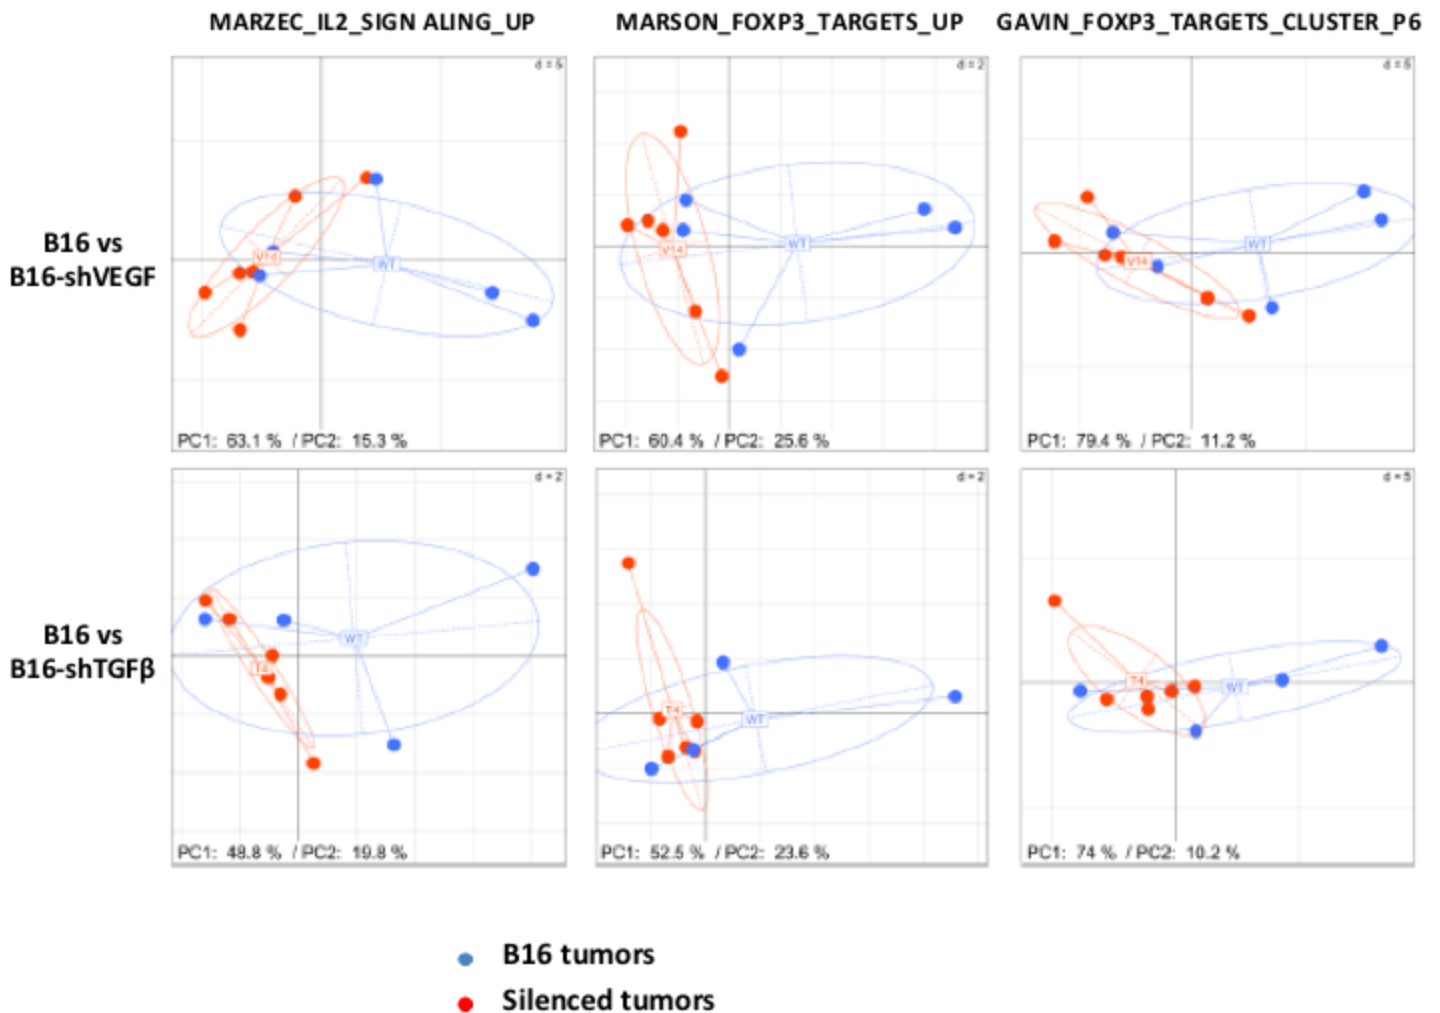 MARZEC_IL2_SIGN ALING_UP MARSON_FOXP3_TARGETS_UP GAVIN_FOXP3_TARGETS_CLUSTER_P6
B16 vs
B16-shVEGF
d = 5
V14
WT
PC1: 63.1 % / PC2: 15.3 %
d = 2
V14
WT
PC1: 60.4 % / PC2: 25.6 %
d = 5
V14
WT
PC1: 79.4 % / PC2: 11.2 %
B16 vs
B16-shTGFβ
d = 2
T4
WT
PC1: 48.8 % / PC2: 19.8 %
d = 2
T4
WT
PC1: 52.5 % / PC2: 23.6 %
d = 5
T4
WT
PC1: 74 % / PC2: 10.2 %
B16 tumors
Silenced tumors